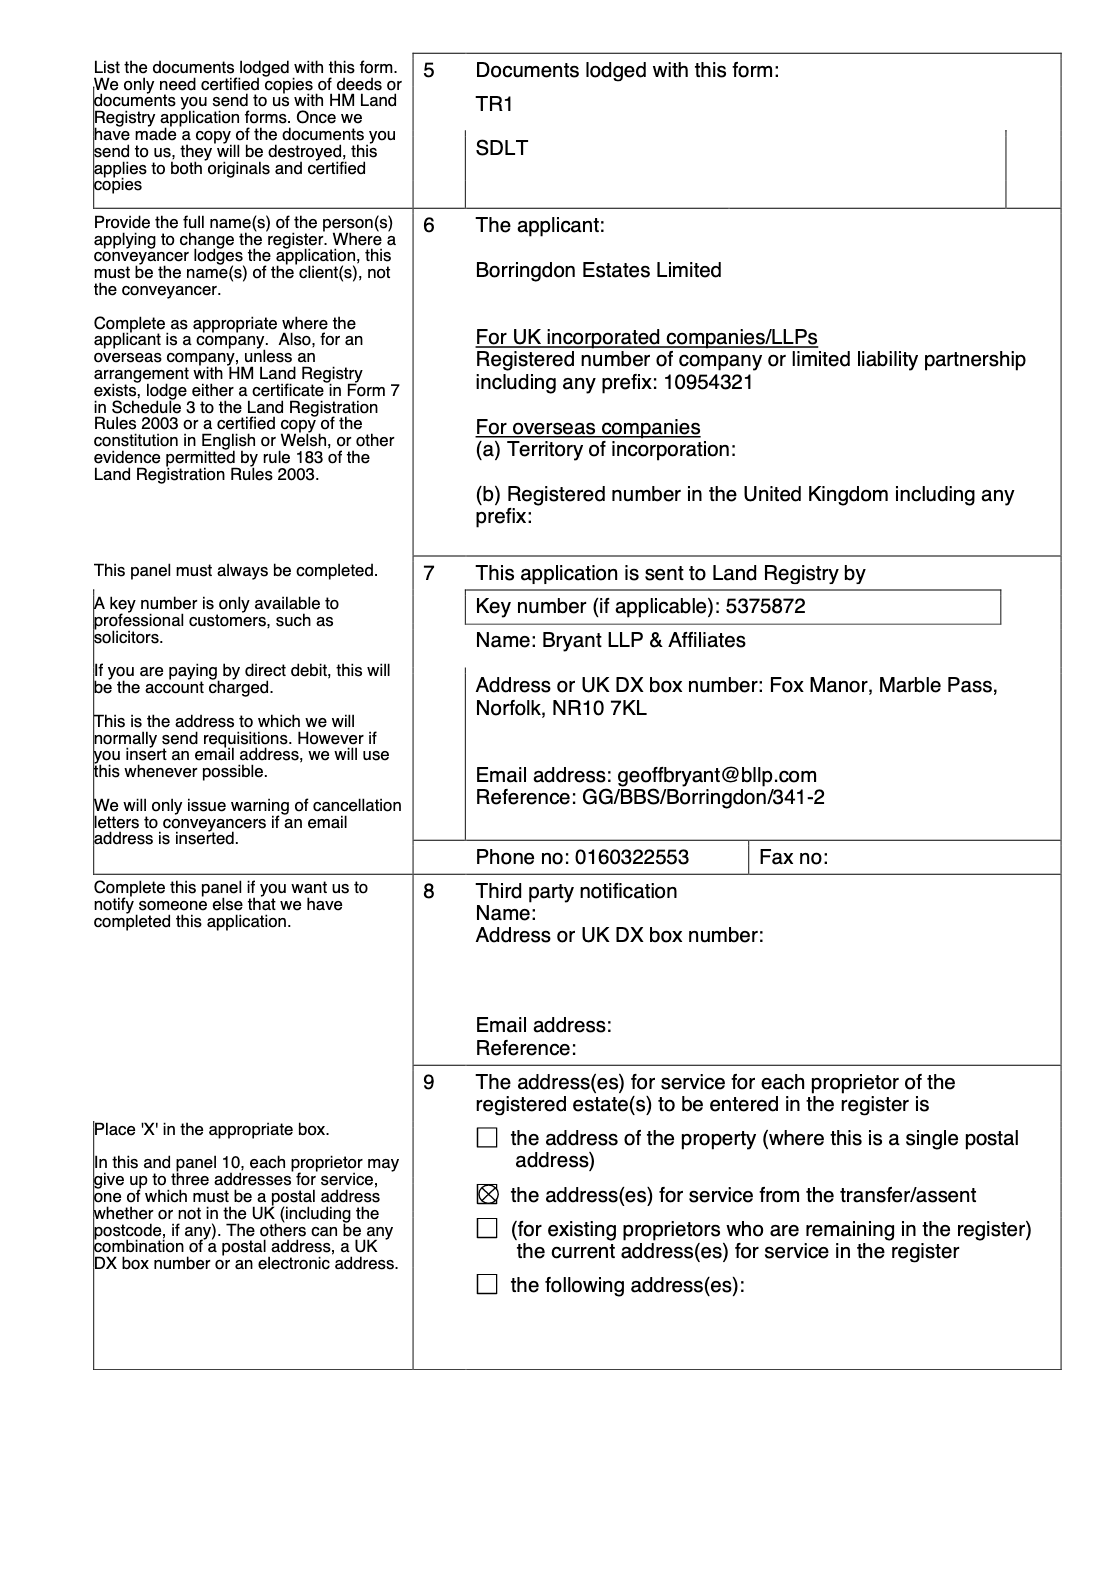 List the documents lodged with this form.
We only need certified copies of deeds or
documents you send to us with HM Land
Registry application forms. Once we
have made a copy of the documents you
send to us, they will be destroyed, this
applies to both originals and certified
copies
5 Documents lodged with this form:
TR1
SDLT
Provide the full name(s) of the person(s)
applying to change the register. Where a
conveyancer lodges the application, this
must be the name(s) of the client(s), not
the conveyancer.
Complete as appropriate where the
applicant is a company.  Also, for an
overseas company, unless an
arrangement with HM Land Registry
exists, lodge either a certificate in Form 7
in Schedule 3 to the Land Registration
Rules 2003 or a certified copy of the
constitution in English or Welsh, or other
evidence permitted by rule 183 of the
Land Registration Rules 2003.
6 The applicant:
Borringdon Estates Limited
For UK incorporated companies/LLPs
Registered number of company or limited liability partnership
including any prefix: 10954321
For overseas companies
(a) Territory of incorporation:
(b) Registered number in the United Kingdom including any
prefix:
This panel must always be completed.
A key number is only available to
professional customers, such as
solicitors.
If you are paying by direct debit, this will
be the account charged.
This is the address to which we will
normally send requisitions. However if
you insert an email address, we will use
this whenever possible.
We will only issue warning of cancellation
letters to conveyancers if an email
address is inserted.
7 This application is sent to Land Registry by
Key number (if applicable): 5375872
Name: Bryant LLP & Affiliates
Address or UK DX box number: Fox Manor, Marble Pass,
Norfolk, NR10 7KL
Email address: geoffbryant@bllp.com
Reference: GG/BBS/Borringdon/341-2
Phone no: 0160322553 Fax no:
Complete this panel if you want us to
notify someone else that we have
completed this application.
8 Third party notification
Name:
Address or UK DX box number:
Email address:
Reference:
Place 'X' in the appropriate box.
In this and panel 10, each proprietor may
give up to three addresses for service,
one of which must be a postal address
whether or not in the UK (including the
postcode, if any). The others can be any
combination of a postal address, a UK
DX box number or an electronic address.
9 The address(es) for service for each proprietor of the
registered estate(s) to be entered in the register is
the address of the property (where this is a single postal
address)
the address(es) for service from the transfer/assent
(for existing proprietors who are remaining in the register)
the current address(es) for service in the register
the following address(es):